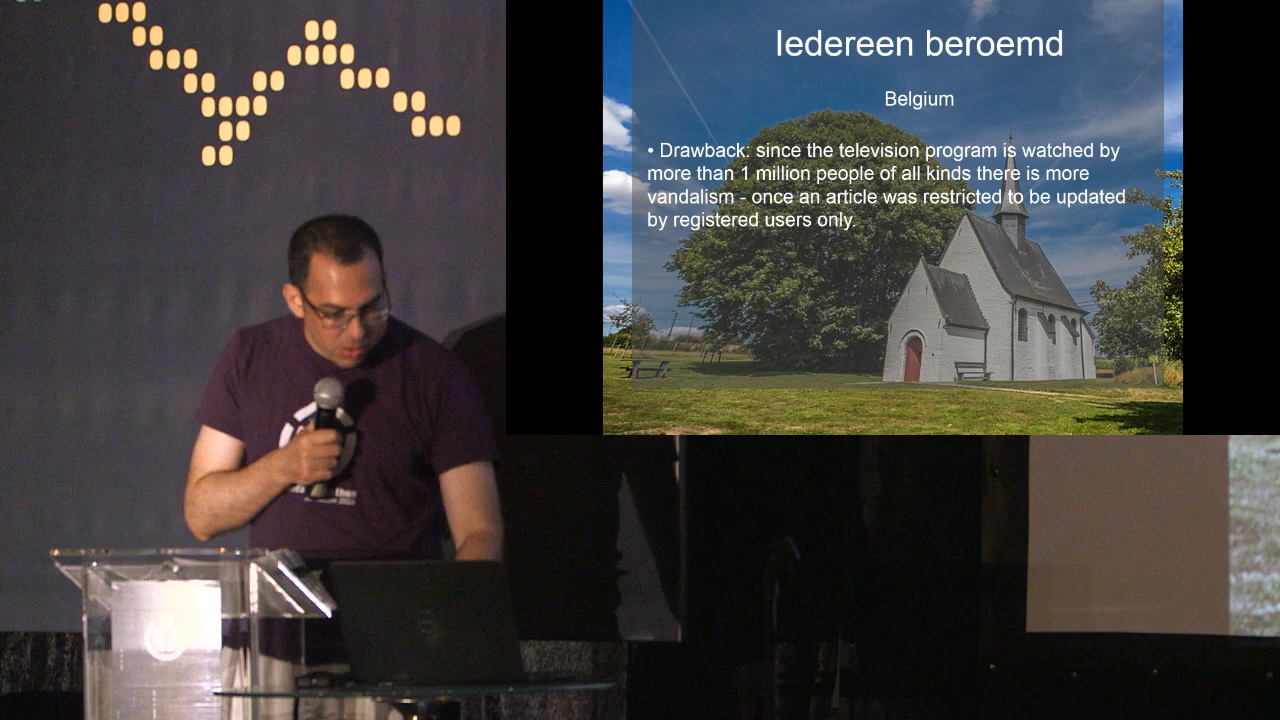 Iedereen beroemd
Belgium
• Drawback: since the television program is watched by
more than 1 million people of all kinds there is more
vandalism - once an article was restricted to be updated
by registered users only.